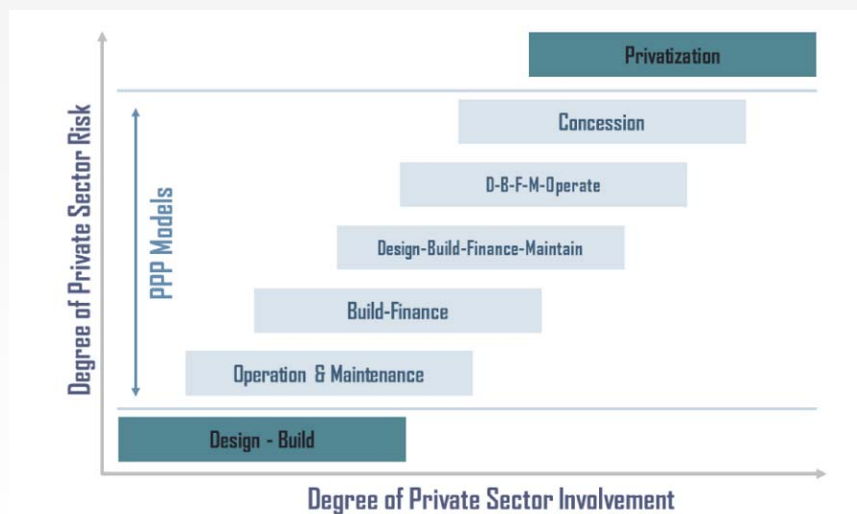 Privatization
Concession
D-B-F-M-Operate
Design-Build-Finance-Maintain
Build-Finance
Operation & Maintenance
Design - Build
PPP Models
Degree of Private Sector Risk
Degree of Private Sector Involvement